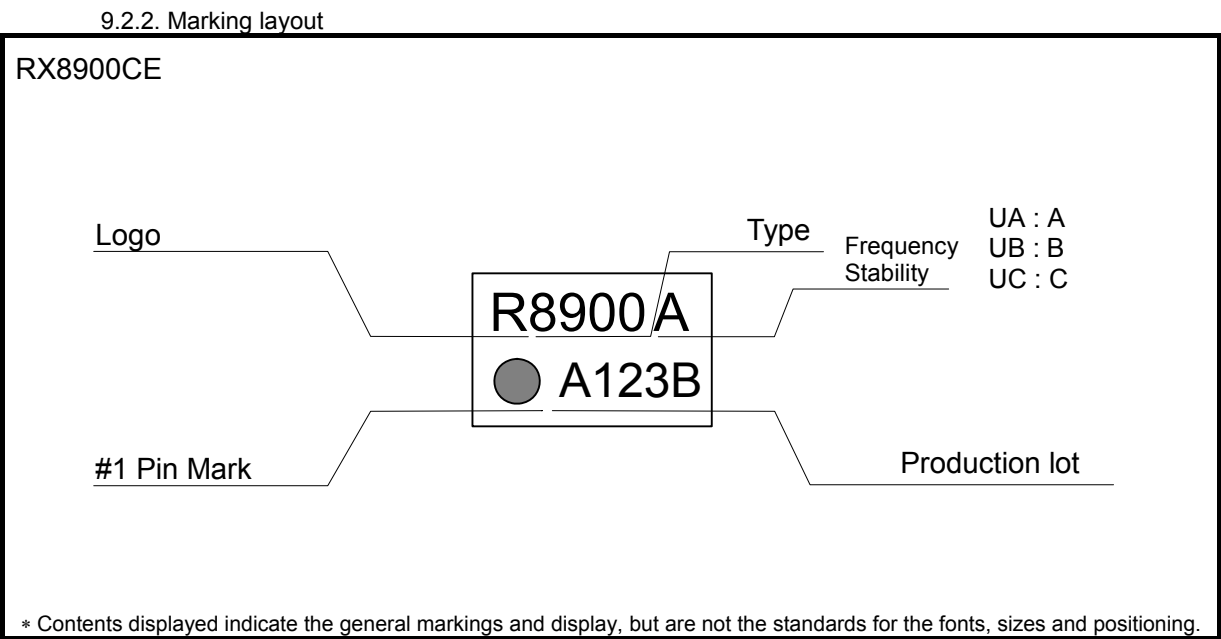 9.2.2. Marking layout
RX8900CE
Logo
Type
Frequency
Stability
UA : A
UB : B
UC : C
R8900 A
A123B
#1 Pin Mark
Production lot
* Contents displayed indicate the general markings and display, but are not the standards for the fonts, sizes and positioning.